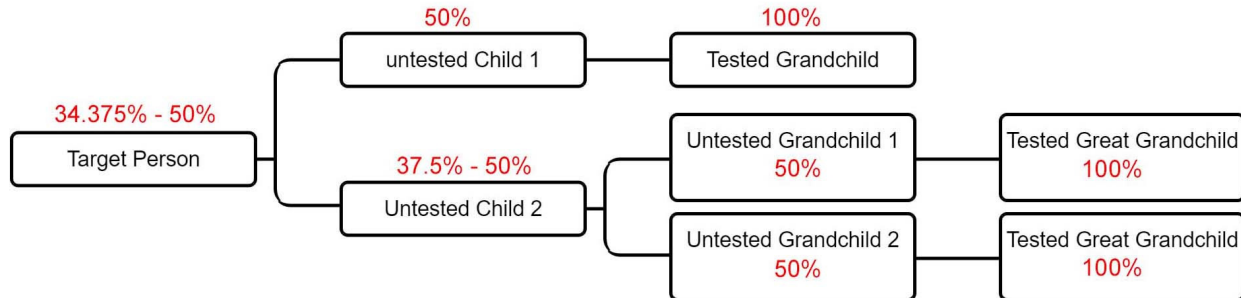 50%
100%
untested Child 1
Tested Grandchild
34.375% - 50%
Target Person
37.5% - 50%
Untested Child 2
Untested Grandchild 1
50%
Tested Great Grandchild
100%
Untested Grandchild 2
50%
Tested Great Grandchild
100%